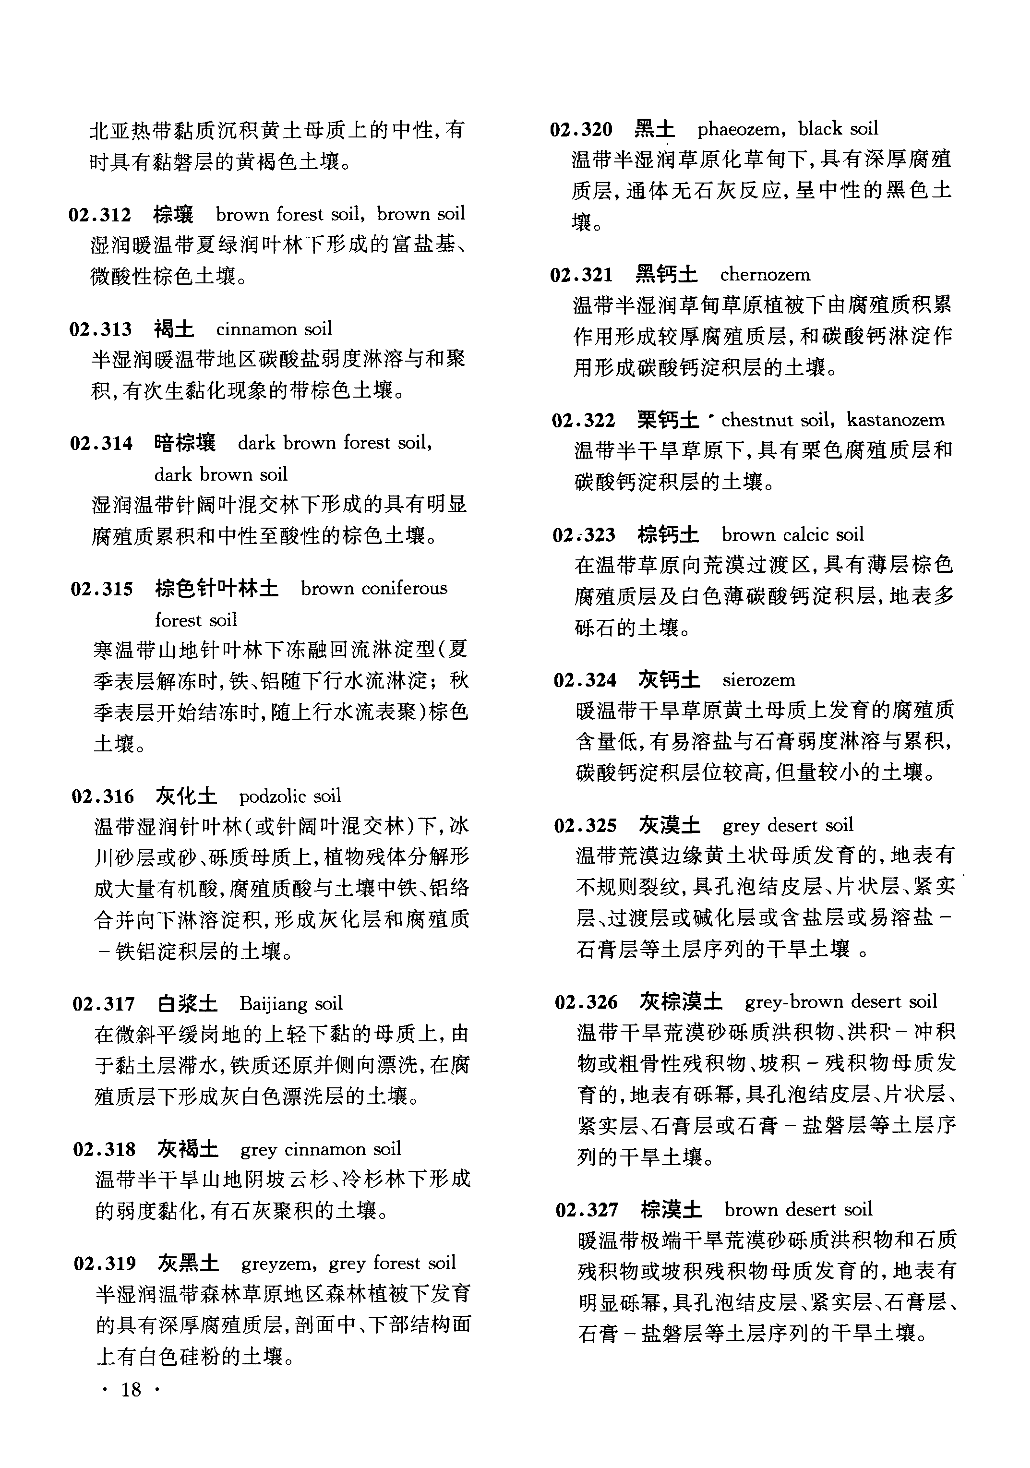 北亚热带黏质沉积黄土母质上的中性,有
时具有黏磐层的黄褐色土壤。
02.312 棕壤 brown forest soil, brown soil
湿润暖温带夏绿润叶林下形成的富盐基、
微酸性棕色土壤。
02.313 褐土 cinnamon soil
半湿润暖温带地区碳酸盐弱度淋溶与和聚
积,有次生黏化现象的带棕色土壤。
02.314 暗棕壤 dark brown forest soil,
dark brown soil
湿润温带针阔叶混交林下形成的具有明显
腐殖质累积和中性至酸性的棕色土壤。
02.315 棕色针叶林土 brown coniferous
forest soil
寒温带山地针叶林下冻融回流淋淀型(夏
季表层解冻时,铁、铝随下行水流淋淀; 秋
季表层开始结冻时,随上行水流表聚)棕色
土壤。
02.316 灰化土 podzolic soil
温带湿润针叶林(或针阔叶混交林)下,冰
川砂层或砂、砾质母质上,植物残体分解形
成大量有机酸,腐殖质酸与土壤中铁、铝络
合并向下淋溶淀积,形成灰化层和腐殖质
－铁铝淀积层的土壤。
02.317 白浆土 Baijiang soil
在微斜平缓岗地的上轻下黏的母质上,由
于黏土层滞水,铁质还原并侧向漂洗,在腐
殖质层下形成灰白色漂洗层的土壤。
02.318 灰褐土 grey cinnamon soil
温带半干旱山地阴坡云杉、冷杉林下形成
的弱度黏化,有石灰聚积的土壤。
02.319 灰黑土 greyzem, grey forest soil
半湿润温带森林草原地区森林植被下发育
的具有深厚腐殖质层,剖面中、下部结构面
上有白色硅粉的土壤。
· 18 ·
02.320 黑土 phaeozem, black soil
温带半湿润草原化草甸下,具有深厚腐殖
质层,通体无石灰反应,呈中性的黑色土
壤。
02.321 黑钙土 chernozem
温带半湿润草甸草原植被下由腐殖质积累
作用形成较厚腐殖质层,和碳酸钙淋淀作
用形成碳酸钙淀积层的土壤。
02.322 栗钙土 chestnut soil, kastanozem
温带半干旱草原下,具有栗色腐殖质层和
碳酸钙淀积层的土壤。
02.323 棕钙土 brown calcic soil
在温带草原向荒漠过渡区,具有薄层棕色
腐殖质层及白色薄碳酸钙淀积层,地表多
砾石的土壤。
02.324 灰钙土 sierozem
暖温带干旱草原黄土母质上发育的腐殖质
含量低,有易溶盐与石膏弱度淋溶与累积,
碳酸钙淀积层位较高,但量较小的土壤。
02.325 灰漠土 grey desert soil
温带荒漠边缘黄土状母质发育的,地表有
不规则裂纹,具孔泡结皮层、片状层、紧实
层、过渡层或碱化层或含盐层或易溶盐－
石膏层等土层序列的干旱土壤 。
02.326 灰棕漠土 grey-brown desert soil
温带干旱荒漠砂砾质洪积物、洪积－冲积
物或粗骨性残积物、坡积－残积物母质发
育的,地表有砾幂,具孔泡结皮层、片状层、
紧实层、石膏层或石膏－盐磐层等土层序
列的干旱土壤。
02.327 棕漠土 brown desert soil
暖温带极端干旱荒漠砂砾质洪积物和石质
残积物或坡积残积物母质发育的,地表有
明显砾幂,具孔泡结皮层、紧实层、石膏层、
石膏－盐磐层等土层序列的干旱土壤。